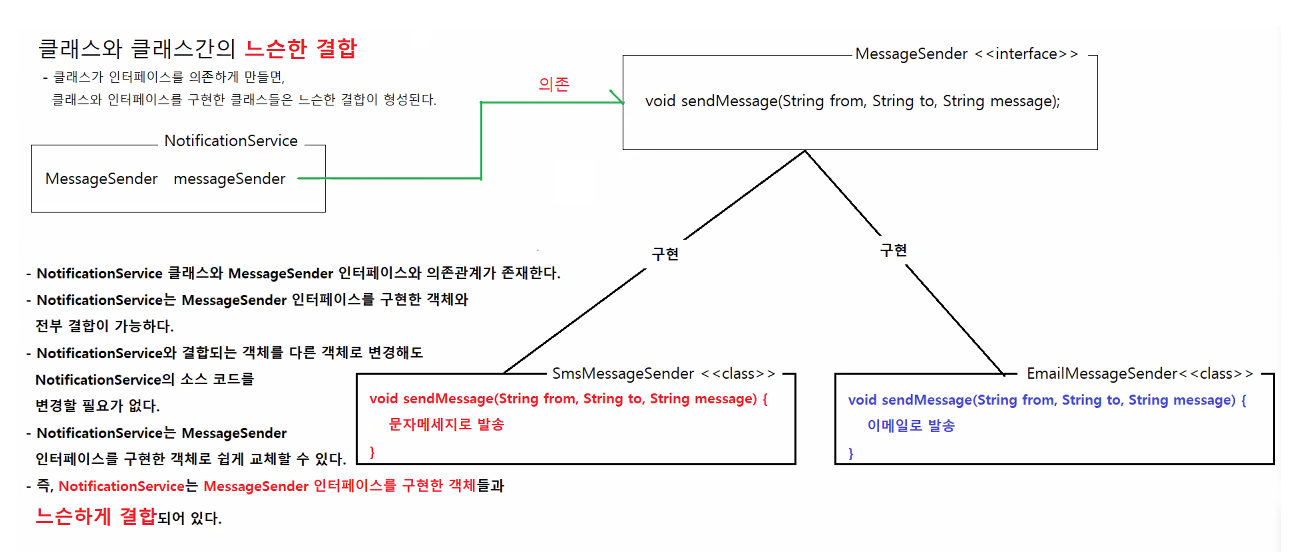 클래스와 클래스간의 느슨한 결합
- 클래스가 인터페이스를 의존하게 만들면,
클래스와 인터페이스를 구현한 클래스들은 느슨한 결합이 형성된다.
의존
MessageSender <<interface>>
void sendMessage(String from, String to, String message);
NotificationService
MessageSender messageSender
구현
구현
- NotificationService 클래스와 MessageSender 인터페이스와 의존관계가 존재한다.
- NotificationService는 MessageSender 인터페이스를 구현한 객체와
전부 결합이 가능하다.
- NotificationService와 결합되는 객체를 다른 객체로 변경해도
NotificationService의 소스 코드를
변경할 필요가 없다.
- NotificationService는 MessageSender
인터페이스를 구현한 객체로 쉽게 교체할 수 있다.
- 즉, NotificationService는 MessageSender 인터페이스를 구현한 객체들과
느슨하게 결합되어 있다.
SmsMessageSender <<class>>
void sendMessage(String from, String to, String message) {
문자메세지로 발송
}
EmailMessageSender<<class>>
void sendMessage(String from, String to, String message) {
이메일로 발송
}